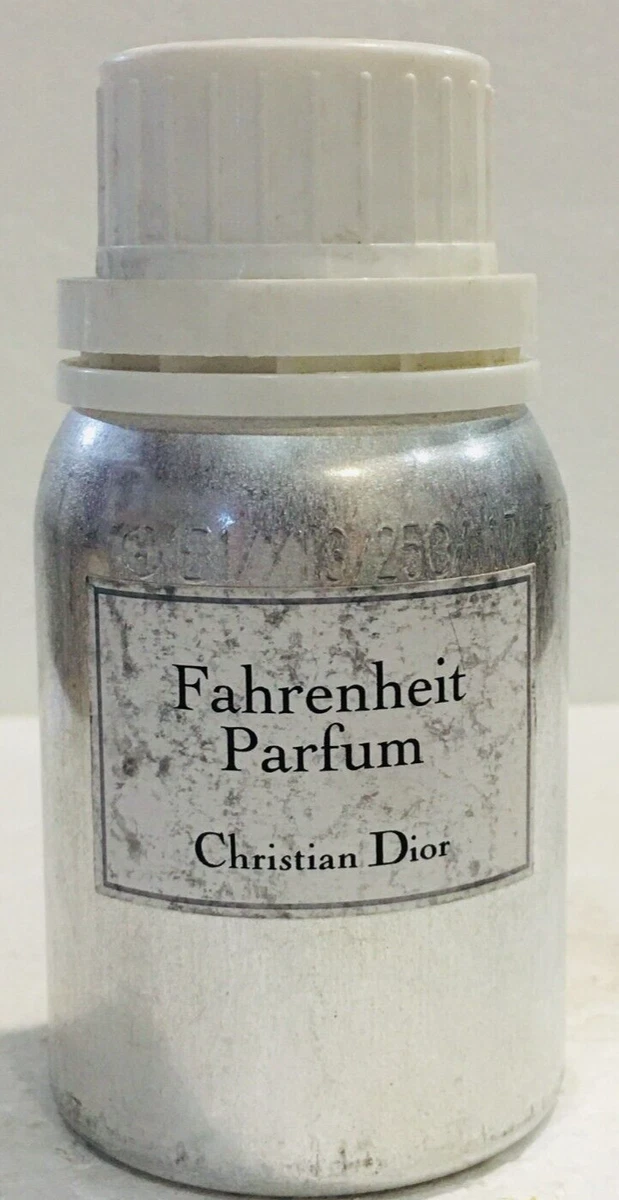 Fahrenheit
Parfum
Christian Dior